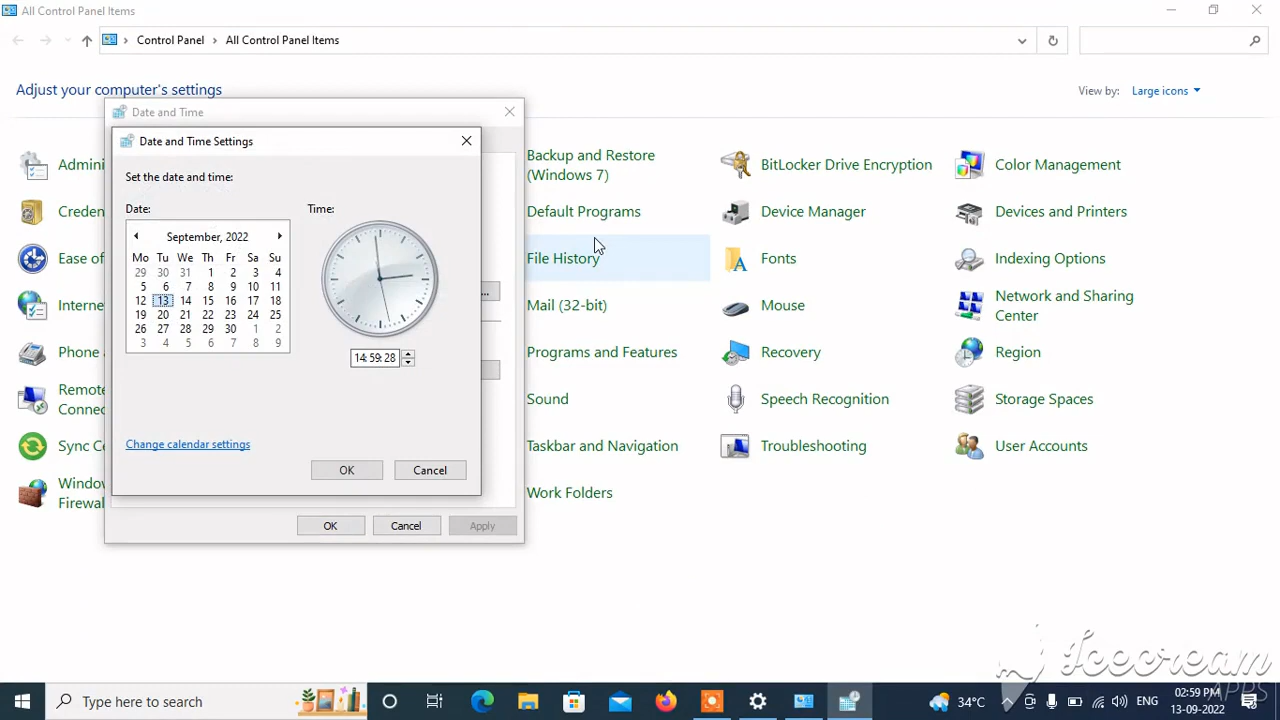 All Control Panel Items
Control Panel
All Control Panel Items
Adjust your computer's settings
View by:
Large icons
Date and Time
Date and Time Settings
Set the date and time:
Date:
Time:
September, 2022
Mo Tu We Th Fr Sa Su
29 30 31 1 2 3 4
5 6 7 8 9 10 11
12 13 14 15 16 17 18
19 20 21 22 23 24 25
26 27 28 29 30 1 2
3 4 5 6 7 8 9
14:59:28
Change calendar settings
OK
Cancel
...
OK
Cancel
Apply
Admini
Backup and Restore
(Windows 7)
BitLocker Drive Encryption
Color Management
Creden
Default Programs
Device Manager
Devices and Printers
Ease of
File History
Fonts
Indexing Options
Interne
Mail (32-bit)
Mouse
Network and Sharing
Center
Phone
Programs and Features
Recovery
Region
Remote
Connec
Sound
Speech Recognition
Storage Spaces
Sync Ce
Taskbar and Navigation
Troubleshooting
User Accounts
Window
Firewal
Work Folders
Icecream
APPS
Type here to search
34°C
ENG
02:59 PM
13-09-2022